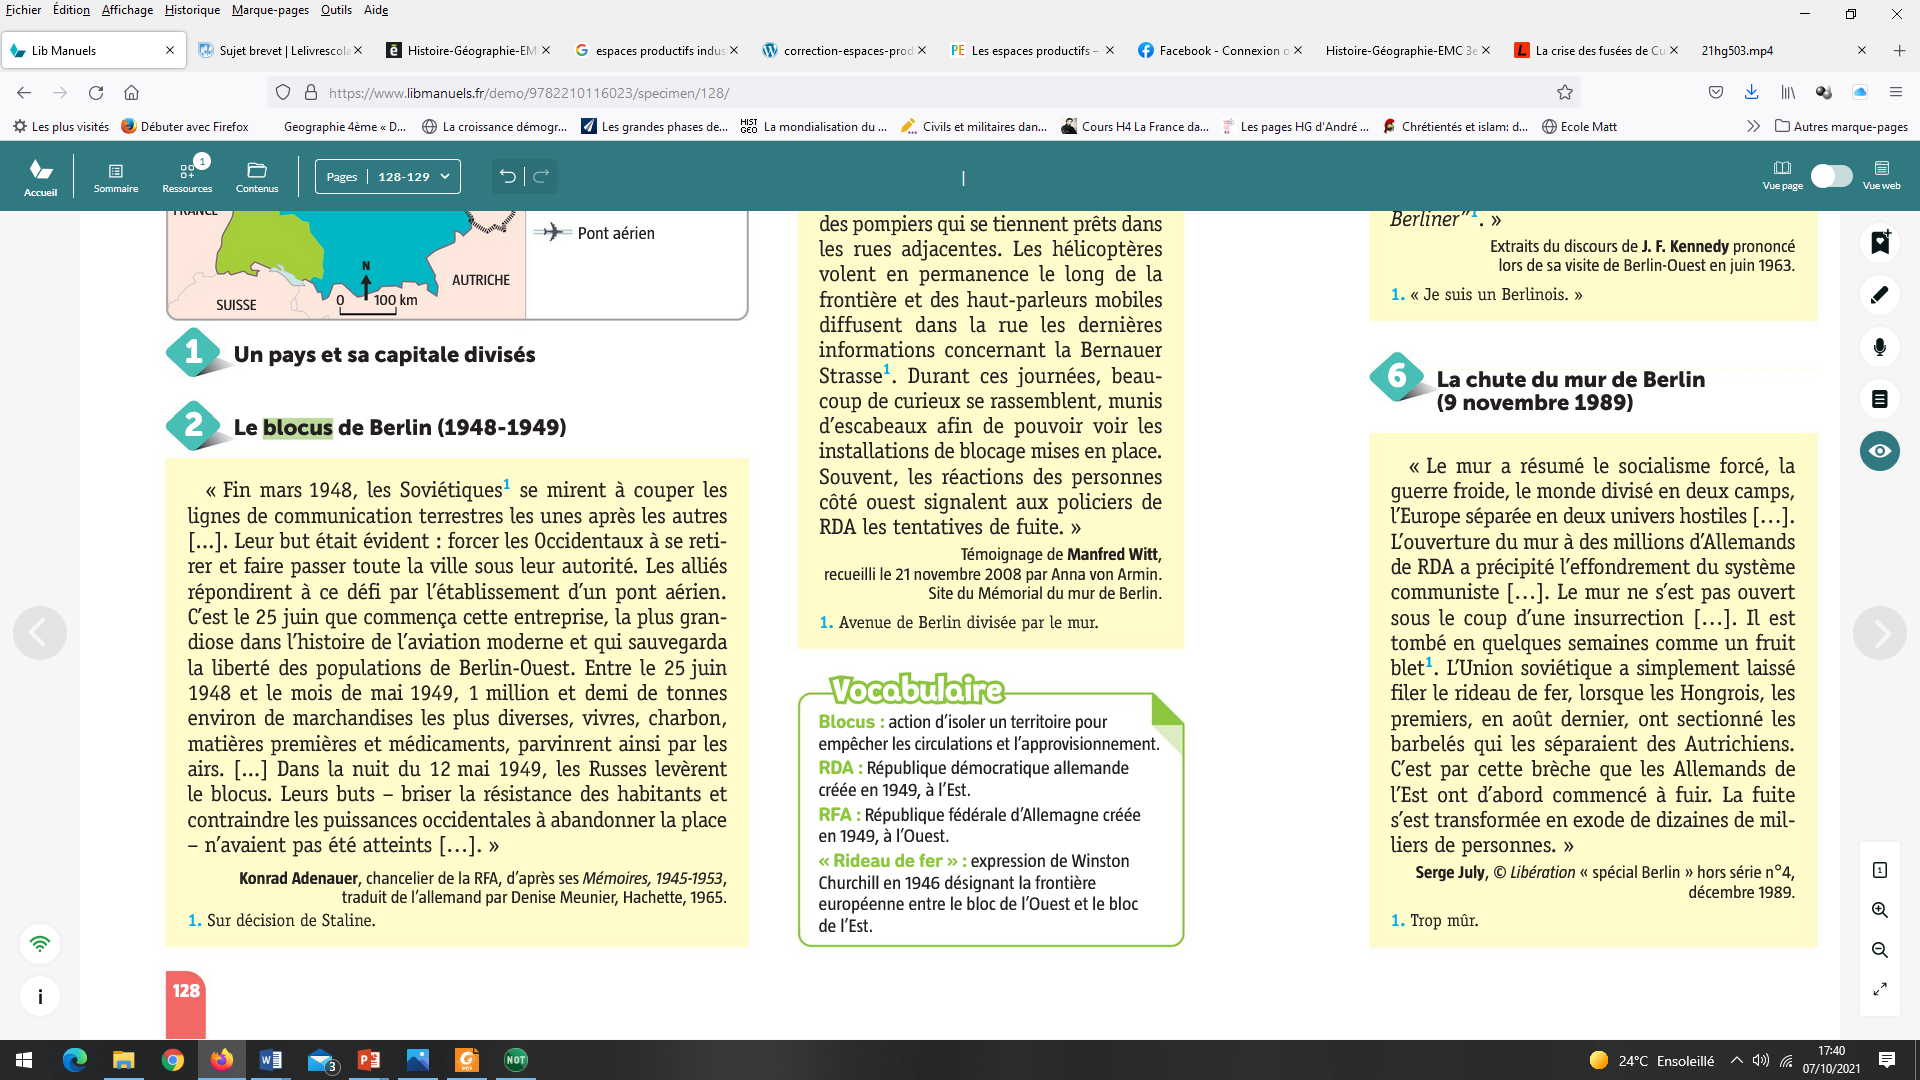 Fichier Édition Affichage Historique Marque-pages Outils Aide
Lib Manuels
Sujet brevet | Lelivrescola
Histoire-Géographie-EM
espaces productifs indus
correction-espaces-prod
Les espaces productifs –
Facebook - Connexion o
Histoire-Géographie-EMC 3e
La crise des fusées de Cu
21hg503.mp4
https://www.libmanuels.fr/demo/9782210116023/specimen/128/
Les plus visités
Débuter avec Firefox
Geographie 4ème « D...
La croissance démogr...
Les grandes phases de...
HIST GEO
La mondialisation du ...
Civils et militaires dan...
Cours H4 La France da...
Les pages HG d'André ...
Chrétientés et islam: d...
Ecole Matt
Autres marque-pages
Accueil
Sommaire
1
Ressources
Contenus
Pages 128-129
Vue page
Vue web
FRANCE
SUISSE
AUTRICHE
N
0 100 km
Pont aérien
1 Un pays et sa capitale divisés
2 Le blocus de Berlin (1948-1949)
« Fin mars 1948, les Soviétiques1 se mirent à couper les
lignes de communication terrestres les unes après les autres
[…]. Leur but était évident : forcer les Occidentaux à se reti-
rer et faire passer toute la ville sous leur autorité. Les alliés
répondirent à ce défi par l'établissement d'un pont aérien.
C'est le 25 juin que commença cette entreprise, la plus gran-
diose dans l'histoire de l'aviation moderne et qui sauvegarda
la liberté des populations de Berlin-Ouest. Entre le 25 juin
1948 et le mois de mai 1949, 1 million et demi de tonnes
environ de marchandises les plus diverses, vivres, charbon,
matières premières et médicaments, parvinrent ainsi par les
airs. […] Dans la nuit du 12 mai 1949, les Russes levèrent
le blocus. Leurs buts – briser la résistance des habitants et
contraindre les puissances occidentales à abandonner la place
– n'avaient pas été atteints […]. »
Konrad Adenauer, chancelier de la RFA, d'après ses Mémoires, 1945-1953,
traduit de l'allemand par Denise Meunier, Hachette, 1965.
1. Sur décision de Staline.
128
des pompiers qui se tiennent prêts dans
les rues adjacentes. Les hélicoptères
volent en permanence le long de la
frontière et des haut-parleurs mobiles
diffusent dans la rue les dernières
informations concernant la Bernauer
Strasse1. Durant ces journées, beau-
coup de curieux se rassemblent, munis
d'escabeaux afin de pouvoir voir les
installations de blocage mises en place.
Souvent, les réactions des personnes
côté ouest signalent aux policiers de
RDA les tentatives de fuite. »
Témoignage de Manfred Witt,
recueilli le 21 novembre 2008 par Anna von Armin.
Site du Mémorial du mur de Berlin.
1. Avenue de Berlin divisée par le mur.
Vocabulaire
Blocus : action d'isoler un territoire pour
empêcher les circulations et l'approvisionnement.
RDA : République démocratique allemande
créée en 1949, à l'Est.
RFA : République fédérale d'Allemagne créée
en 1949, à l'Ouest.
« Rideau de fer » : expression de Winston
Churchill en 1946 désignant la frontière
européenne entre le bloc de l'Ouest et le bloc
de l'Est.
Berliner"1. »
Extraits du discours de J. F. Kennedy prononcé
lors de sa visite de Berlin-Ouest en juin 1963.
1. « Je suis un Berlinois. »
6 La chute du mur de Berlin
(9 novembre 1989)
« Le mur a résumé le socialisme forcé, la
guerre froide, le monde divisé en deux camps,
l'Europe séparée en deux univers hostiles […].
L'ouverture du mur à des millions d'Allemands
de RDA a précipité l'effondrement du système
communiste […]. Le mur ne s'est pas ouvert
sous le coup d'une insurrection […]. Il est
tombé en quelques semaines comme un fruit
blet1. L'Union soviétique a simplement laissé
filer le rideau de fer, lorsque les Hongrois, les
premiers, en août dernier, ont sectionné les
barbelés qui les séparaient des Autrichiens.
C'est par cette brèche que les Allemands de
l'Est ont d'abord commencé à fuir. La fuite
s'est transformée en exode de dizaines de mil-
liers de personnes. »
Serge July, © Libération « spécial Berlin » hors série n°4,
décembre 1989.
1. Trop mûr.
1
3
NOT
24°C Ensoleillé
17:40
07/10/2021